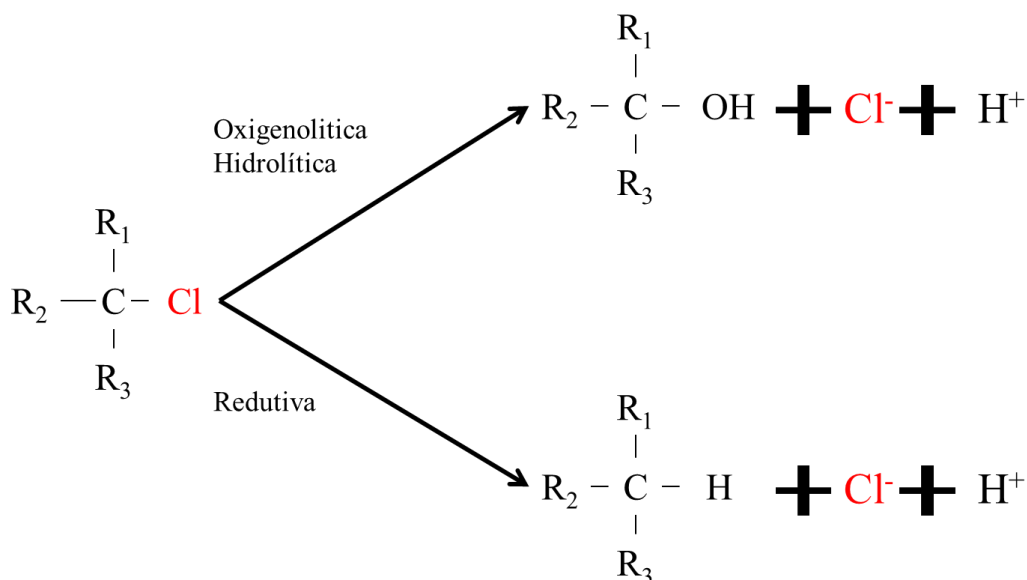 R₁
R₂ — C – OH + Cl⁻ + H⁺
R₃
Oxigenolitica
Hidrolítica
R₁
R₂ — C – Cl
R₃
Redutiva
R₁
R₂ – C – H + Cl⁻ + H⁺
R₃